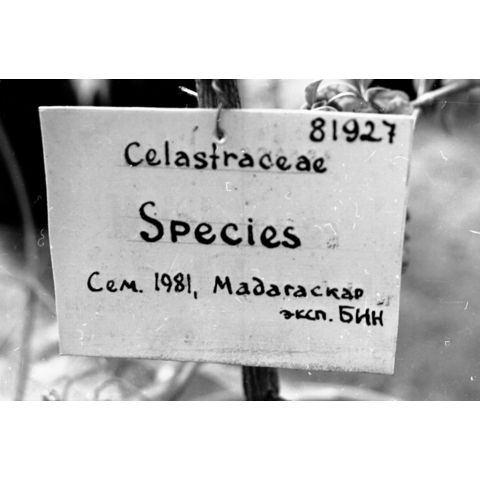 81927
Celastraceae
Species
Сем. 1981, Мадагаскар
эксп. БИН